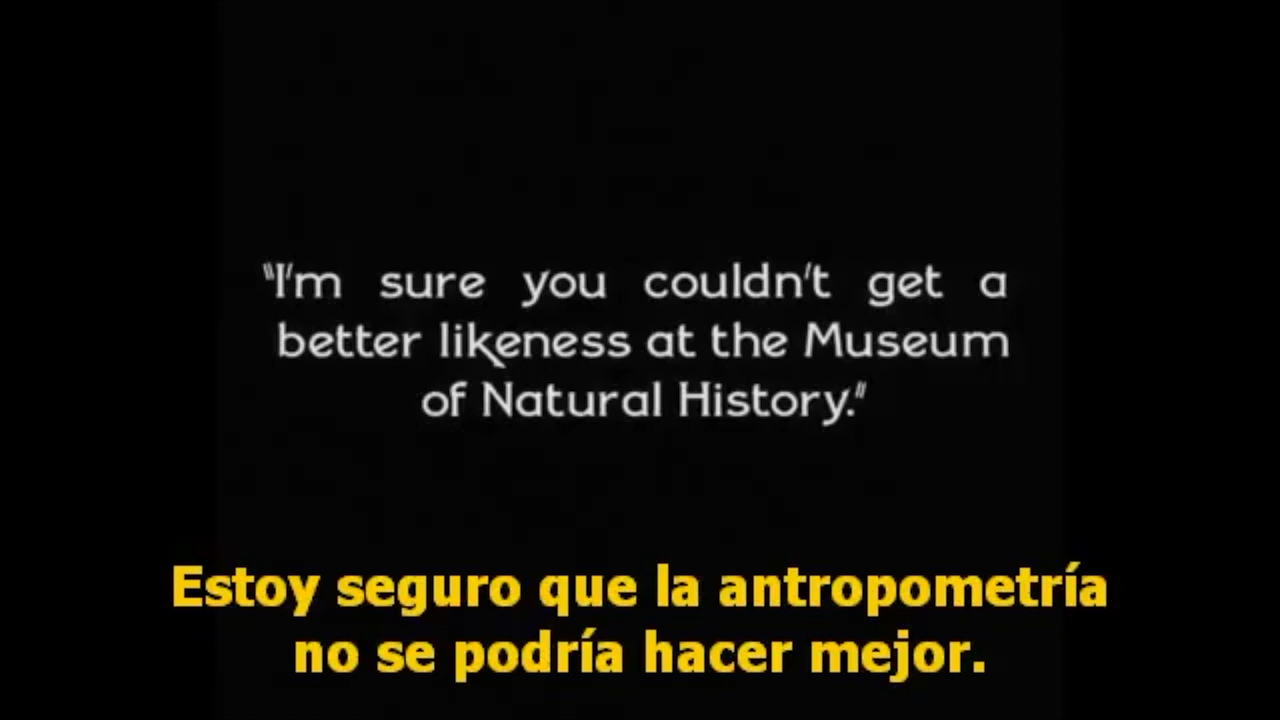 "I'm sure you couldn't get a
better likeness at the Museum
of Natural History."
Estoy seguro que la antropometría
no se podría hacer mejor.